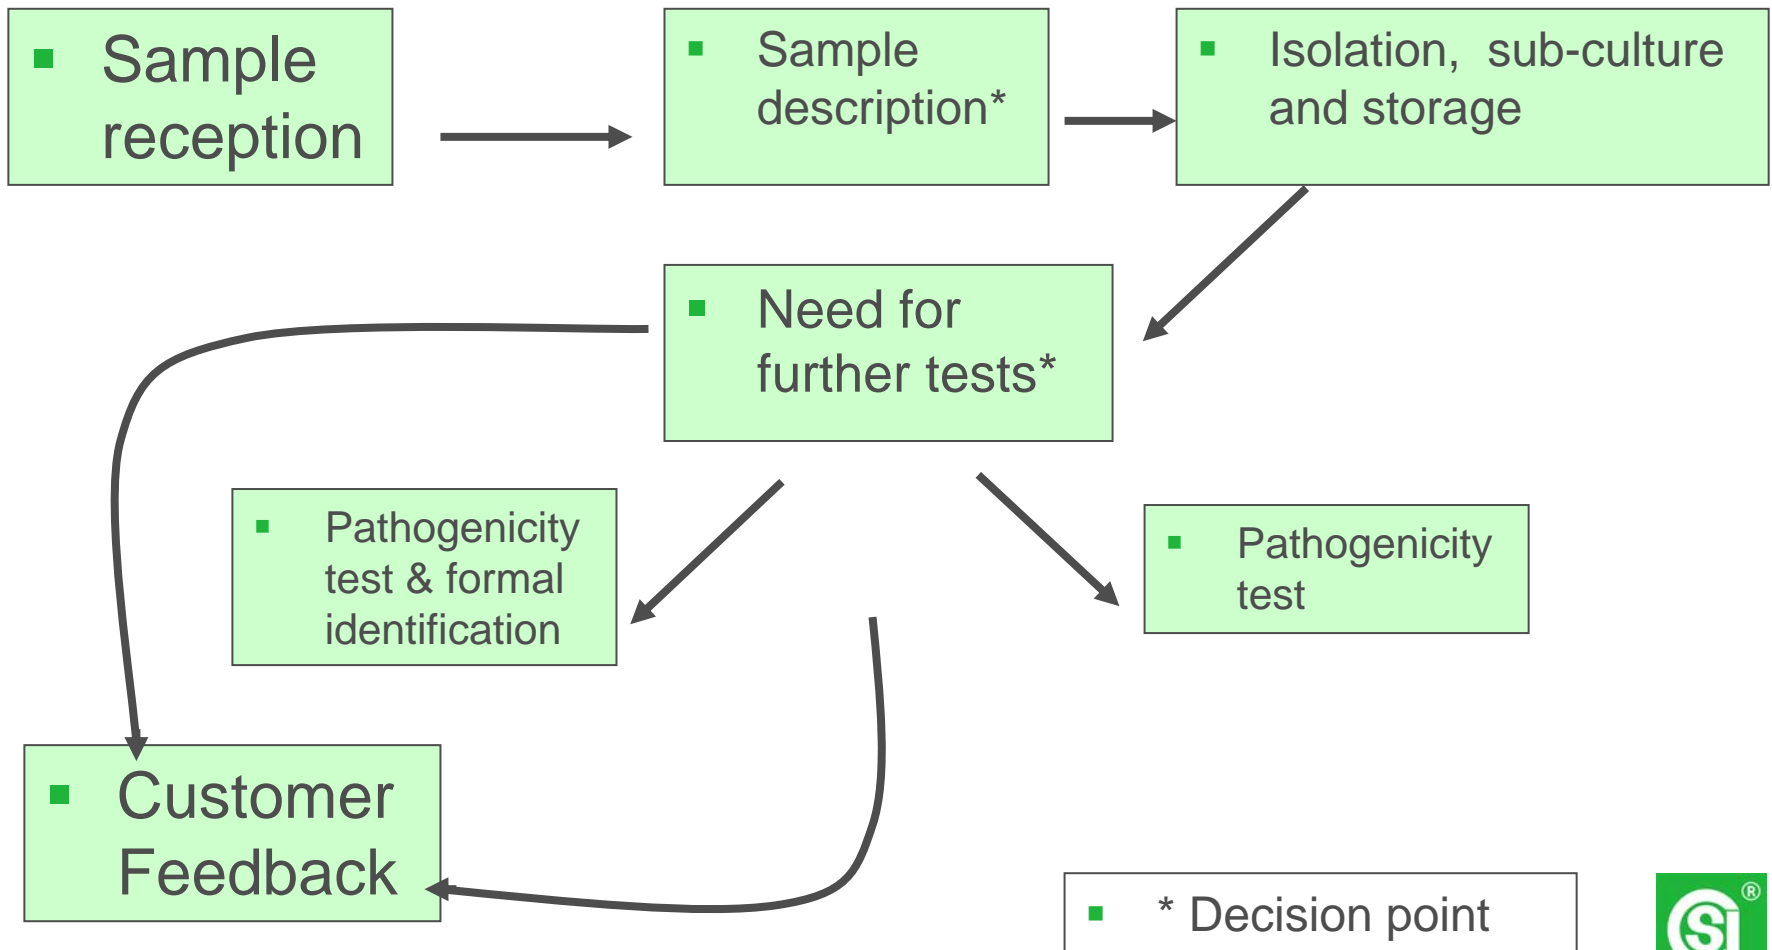 Sample
reception
Sample
description*
Isolation, sub-culture
and storage
Need for
further tests*
Pathogenicity
test & formal
identification
Pathogenicity
test
Customer
Feedback
* Decision point
®